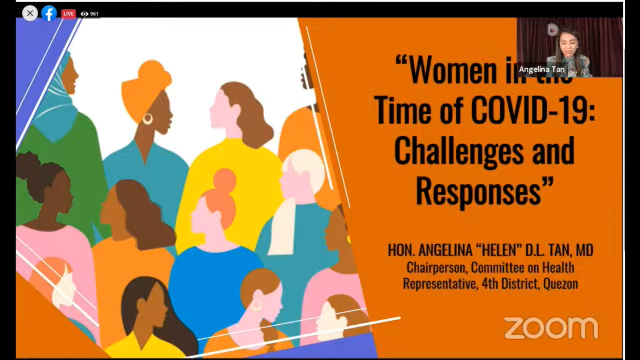 LIVE 961
Angelina Tan
“Women in the
Time of COVID-19:
Challenges and
Responses”
HON. ANGELINA “HELEN” D.L. TAN, MD
Chairperson, Committee on Health
Representative, 4th District, Quezon
zoom